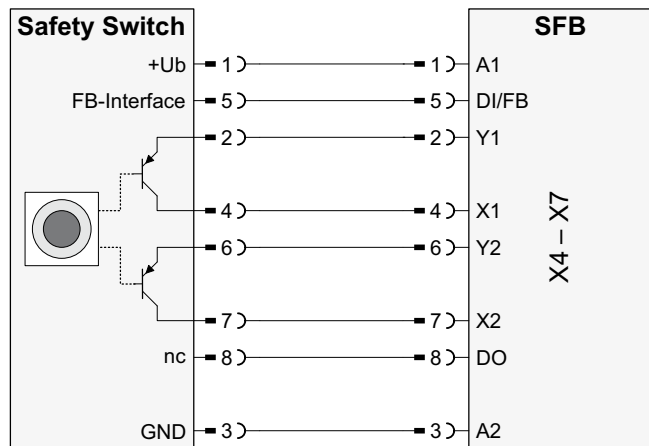 Safety Switch SFB
+Ub 1 1 A1
FB-Interface 5 5 DI/FB
2 2 Y1
4 4 X1
6 6 Y2
7 7 X2
nc 8 8 DO
GND 3 3 A2
X4 – X7